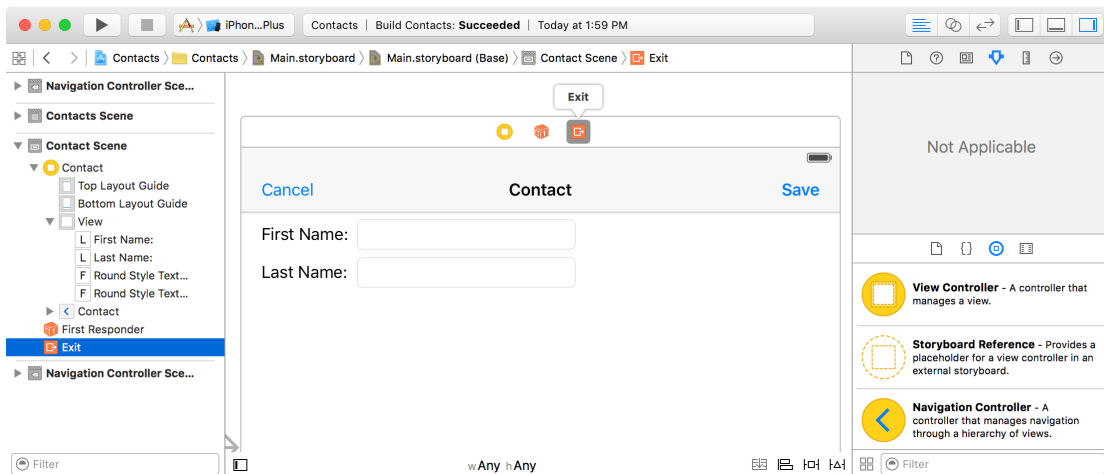 iPhon...Plus
Contacts | Build Contacts: Succeeded | Today at 1:59 PM
Contacts
Contacts
Main.storyboard
Main.storyboard (Base)
Contact Scene
Exit
Navigation Controller Sce...
Contacts Scene
Contact Scene
Contact
Top Layout Guide
Bottom Layout Guide
View
L First Name:
L Last Name:
F Round Style Text...
F Round Style Text...
Contact
First Responder
Exit
Navigation Controller Sce...
Filter
Exit
Cancel
Contact
Save
First Name:
Last Name:
wAny hAny
Not Applicable
{}
View Controller - A controller that
manages a view.
Storyboard Reference - Provides a
placeholder for a view controller in an
external storyboard.
Navigation Controller - A
controller that manages navigation
through a hierarchy of views.
Filter